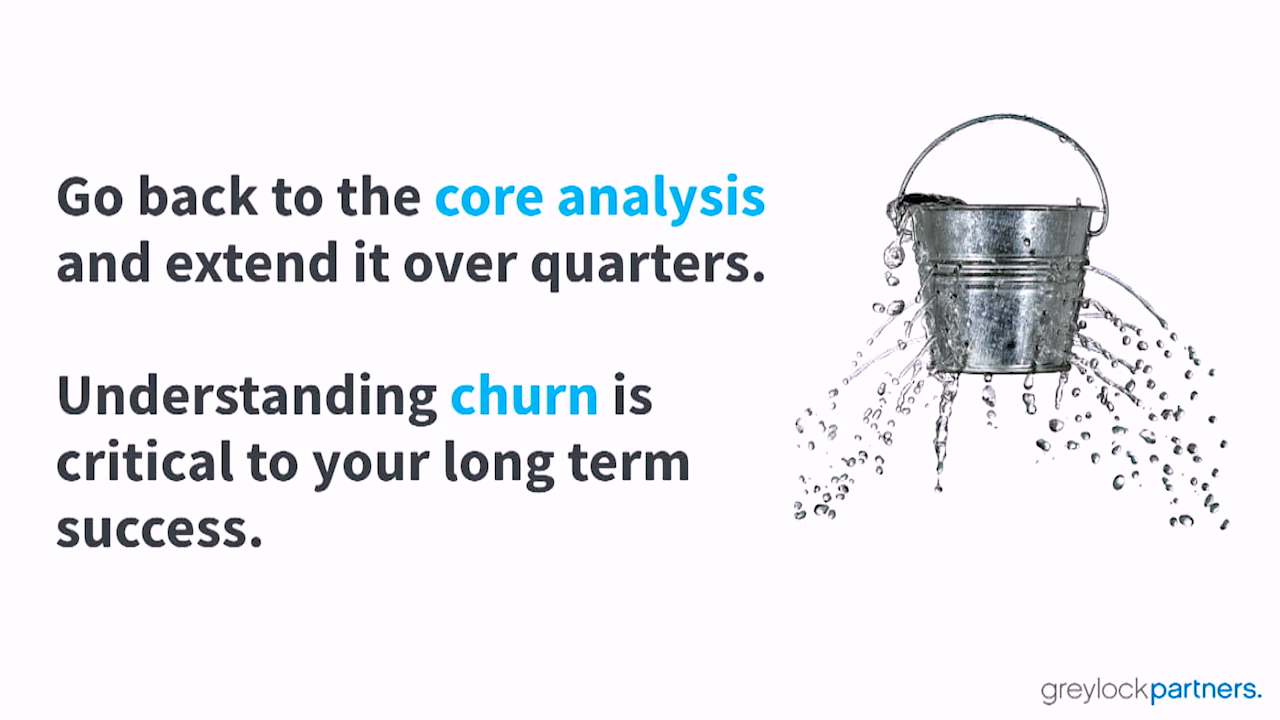 Go back to the core analysis
and extend it over quarters.
Understanding churn is
critical to your long term
success.
greylockpartners.